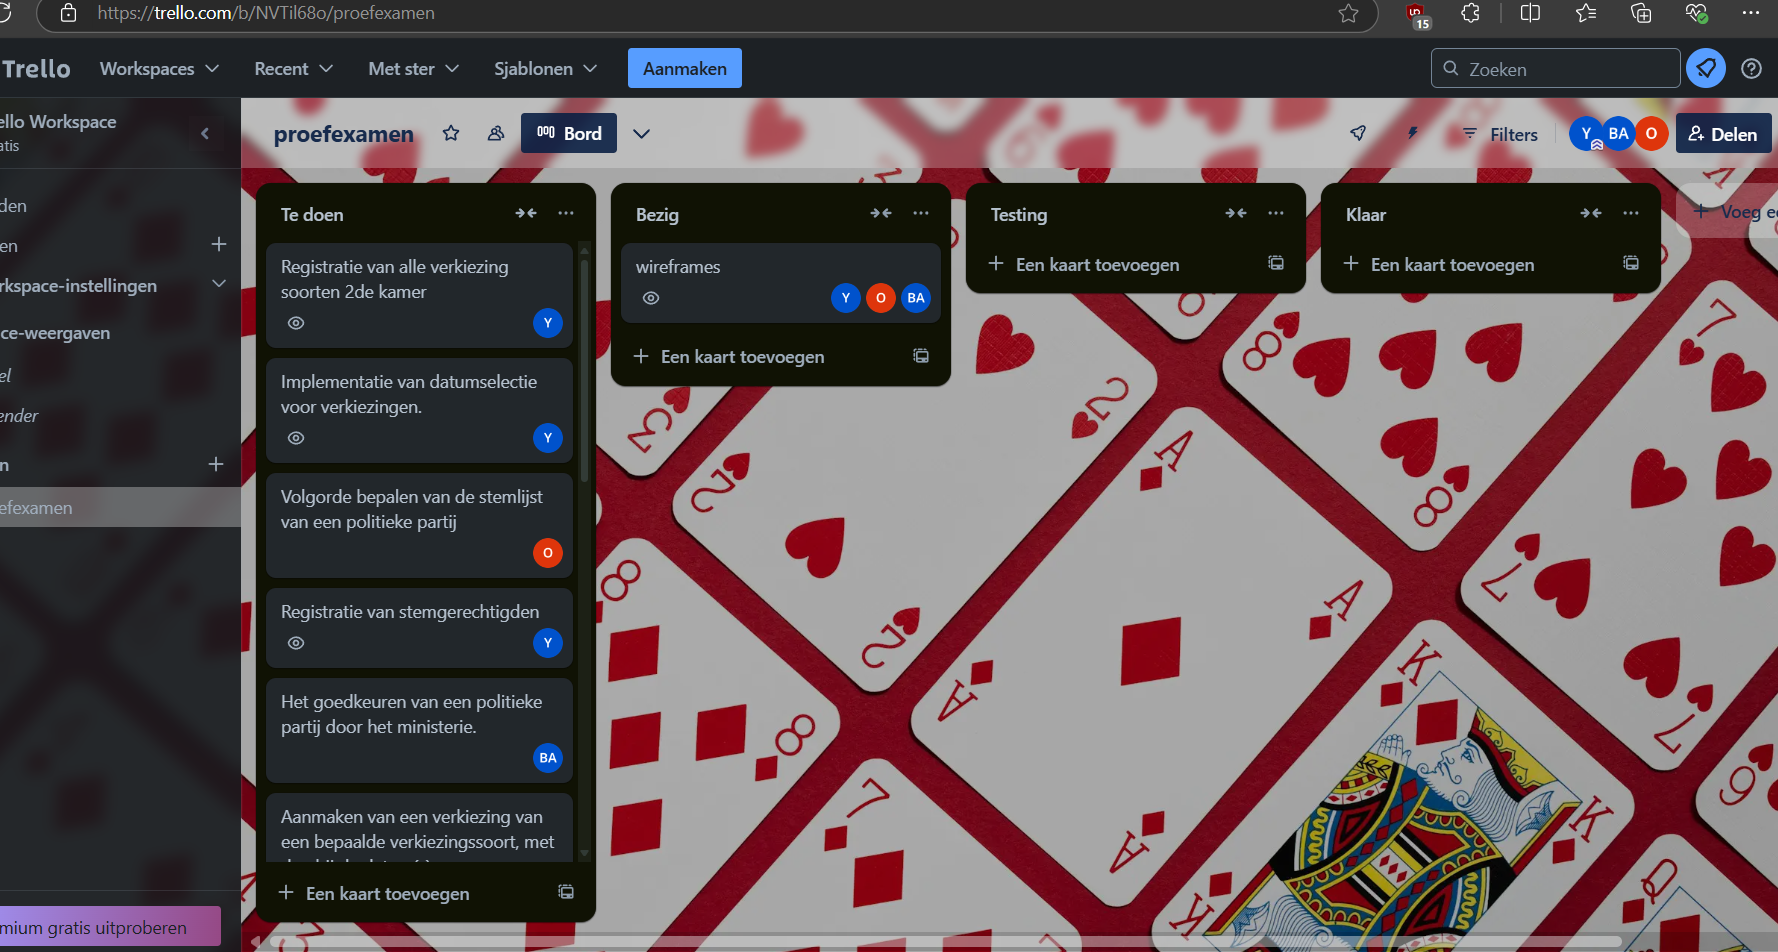 https://trello.com/b/NVTil68o/proefexamen
15
Trello
Workspaces
Recent
Met ster
Sjablonen
Aanmaken
Zoeken
ello Workspace
atis
den
en
rkspace-instellingen
ce-weergaven
el
ender
n
efexamen
mium gratis uitproberen
proefexamen
Bord
Filters
Y
BA
O
Delen
Te doen
Registratie van alle verkiezing
soorten 2de kamer
Y
Implementatie van datumselectie
voor verkiezingen.
Y
Volgorde bepalen van de stemlijst
van een politieke partij
O
Registratie van stemgerechtigden
Y
Het goedkeuren van een politieke
partij door het ministerie.
BA
Aanmaken van een verkiezing van
een bepaalde verkiezingssoort, met
Een kaart toevoegen
Bezig
wireframes
Y
O
BA
Een kaart toevoegen
Testing
Een kaart toevoegen
Klaar
Een kaart toevoegen
Voeg e